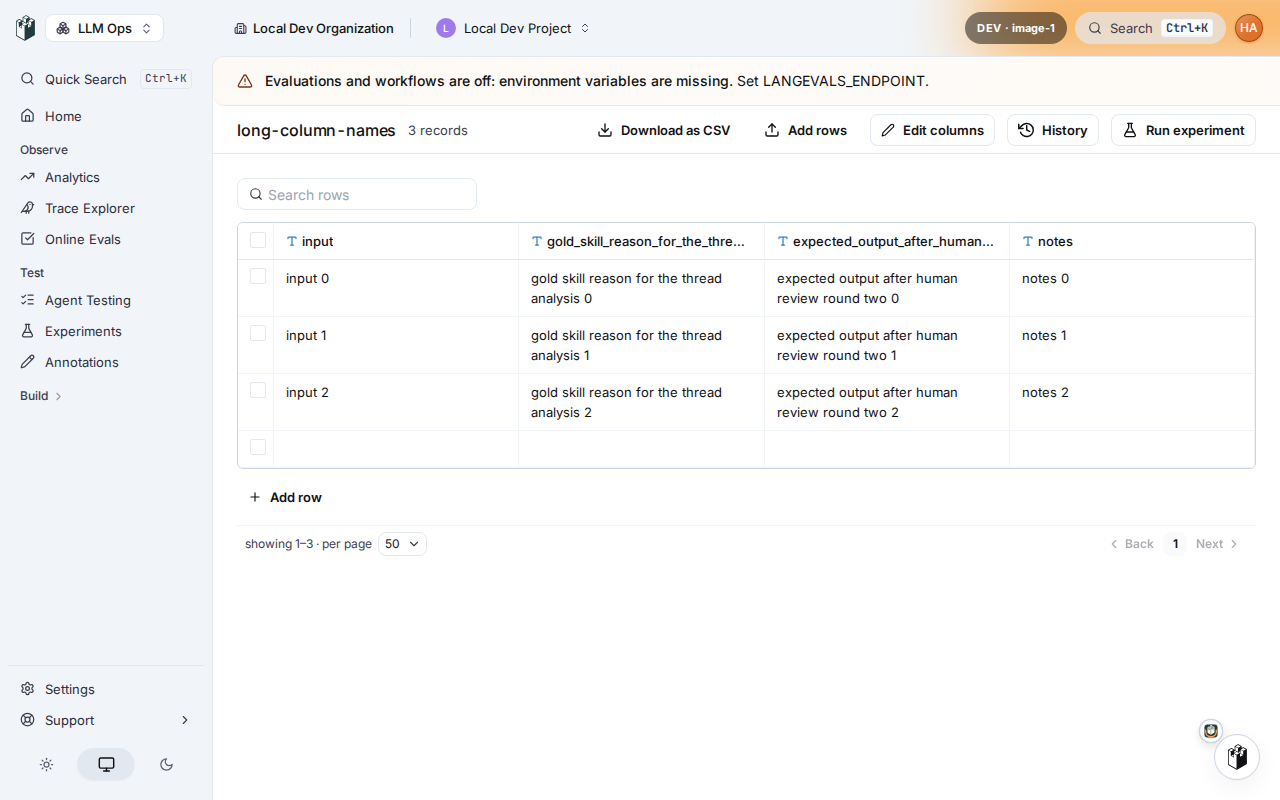 LLM Ops
Local Dev Organization
L Local Dev Project
DEV · image-1
Search Ctrl+K
HA
Quick Search Ctrl+K
Home
Observe
Analytics
Trace Explorer
Online Evals
Test
Agent Testing
Experiments
Annotations
Build
Settings
Support
Evaluations and workflows are off: environment variables are missing. Set LANGEVALS_ENDPOINT.
long-column-names 3 records
Download as CSV
Add rows
Edit columns
History
Run experiment
Search rows
input gold_skill_reason_for_the_thre... expected_output_after_human... notes
input 0 gold skill reason for the thread expected output after human notes 0
analysis 0 review round two 0
input 1 gold skill reason for the thread expected output after human notes 1
analysis 1 review round two 1
input 2 gold skill reason for the thread expected output after human notes 2
analysis 2 review round two 2
Add row
showing 1–3 · per page 50
Back 1 Next